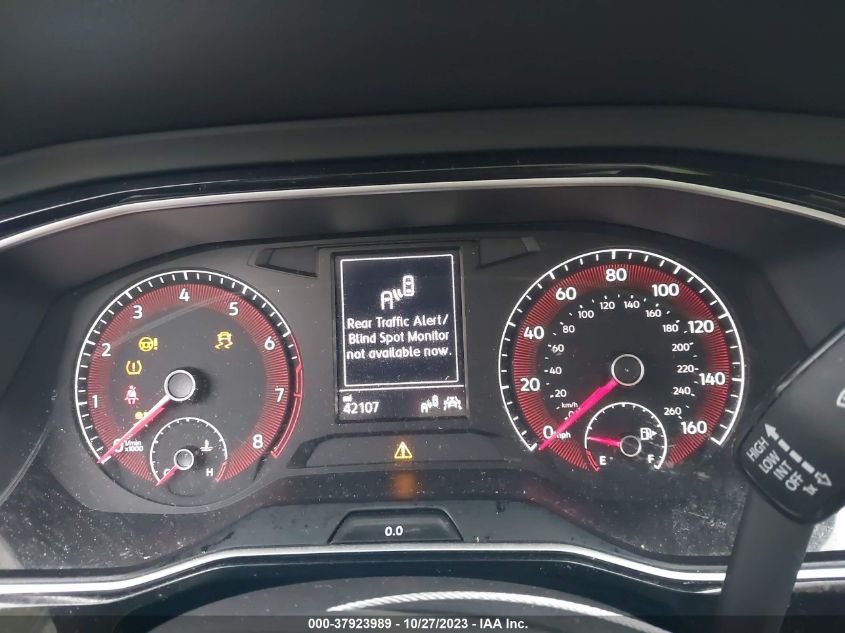 1 2 3 4 5 6 7 8
1/min
x1000
H
Rear Traffic Alert/
Blind Spot Monitor
not available now.
mi
42107
0 20 40 60 80 100 120 140 160
mph
20 40 60 80 100 120 140 160 180 200 220 240 260
km/h
E F
0.0
HIGH
LOW
INT
OFF
1x
000-37923989 - 10/27/2023 - IAA Inc.